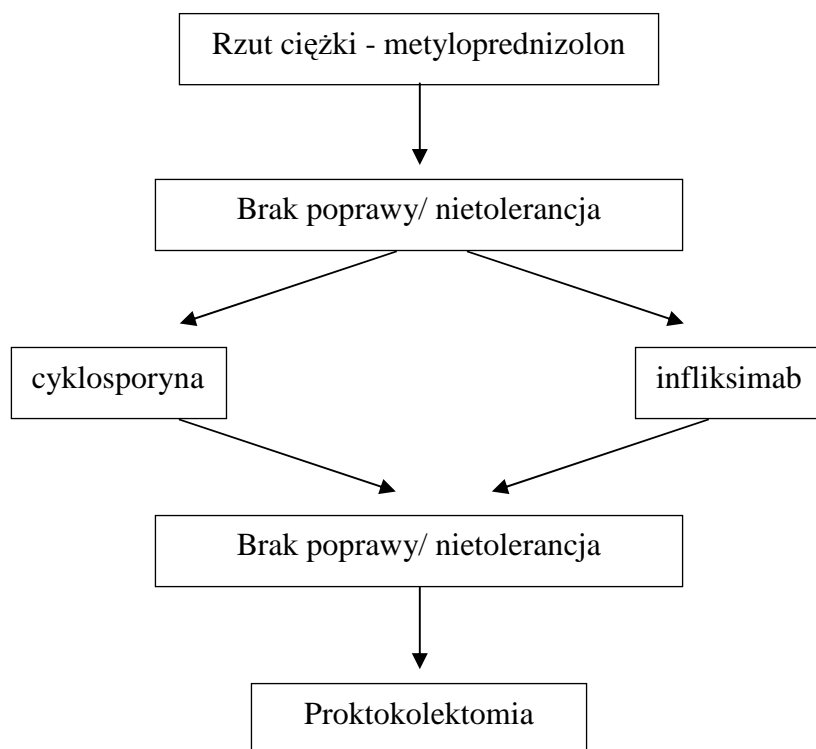 Rzut ciężki - metyloprednizolon
Brak poprawy/ nietolerancja
cyklosporyna
infliksimab
Brak poprawy/ nietolerancja
Proktokolektomia